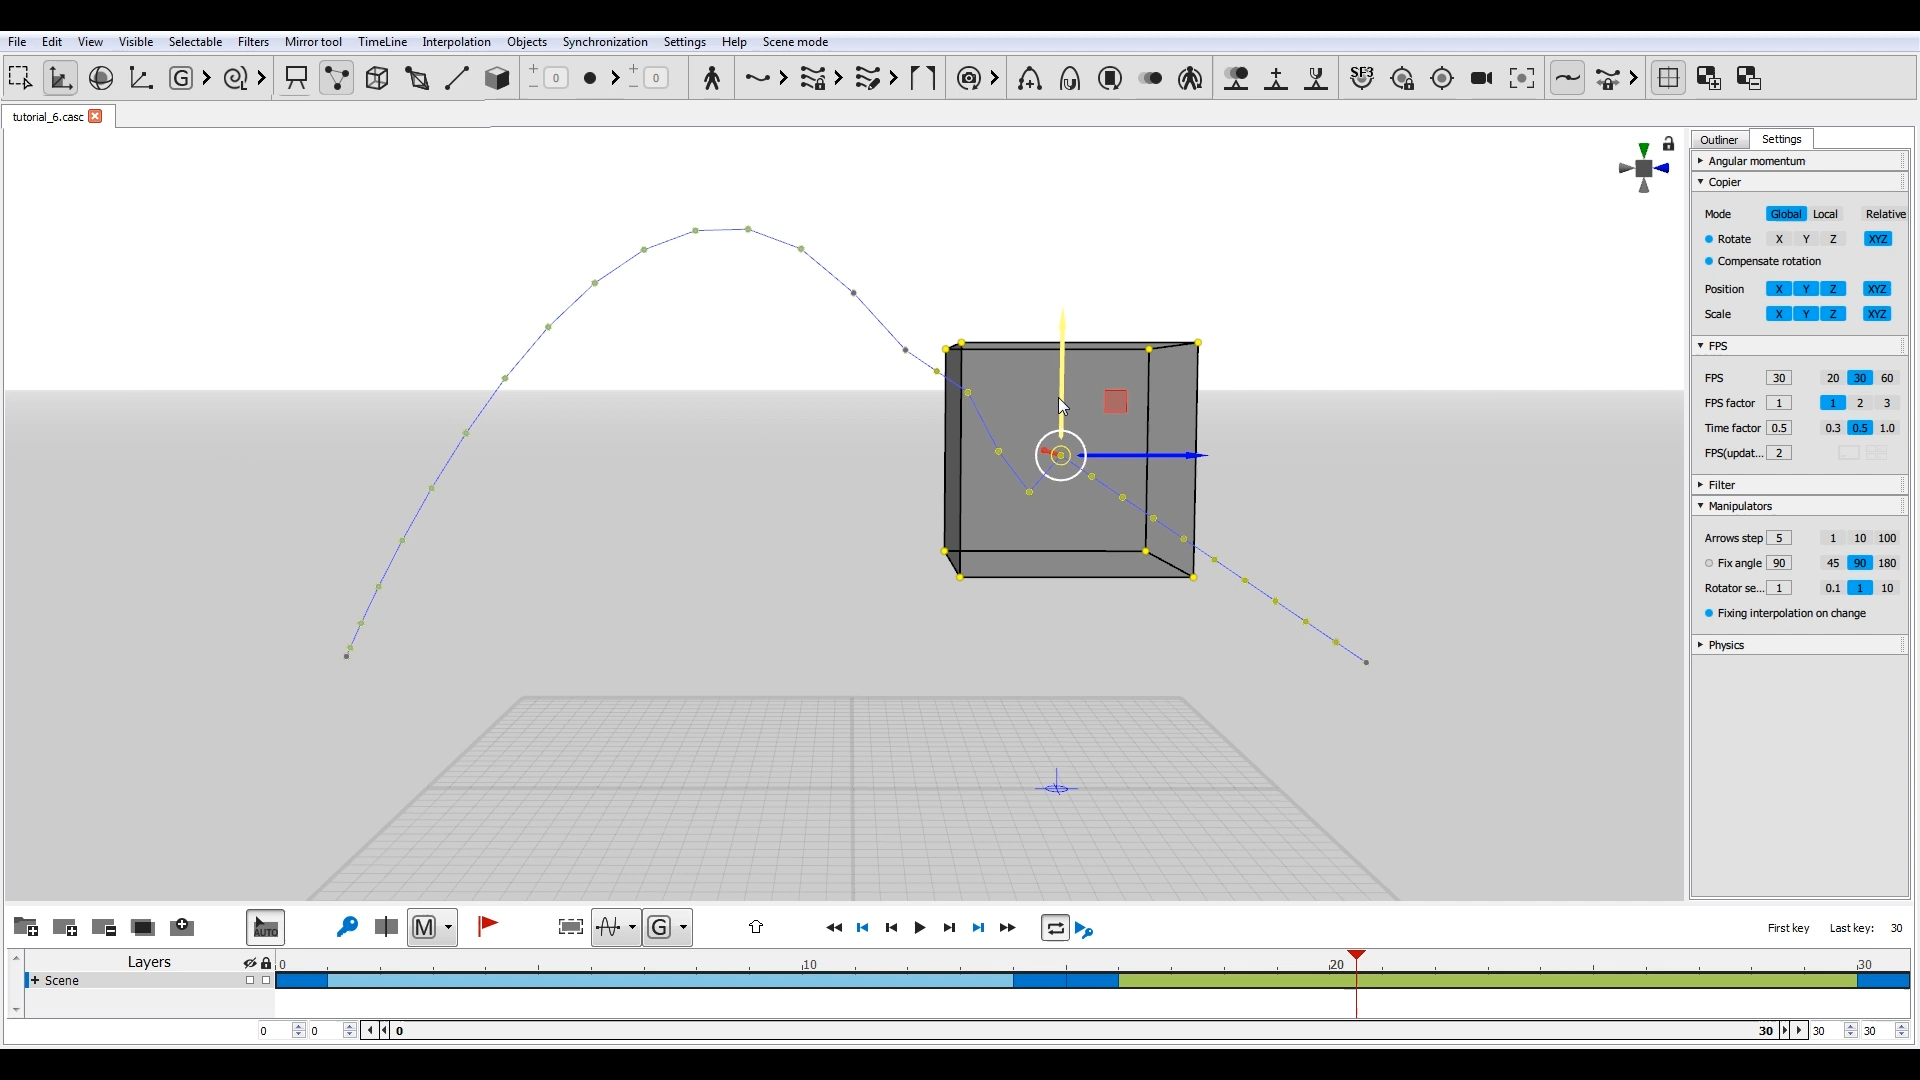 File Edit View Visible Selectable Filters Mirror tool TimeLine Interpolation Objects Synchronization Settings Help Scene mode
G 0 0 SF3
tutorial_6.casc
Outliner Settings
Angular momentum
Copier
Mode Global Local Relative
Rotate X Y Z XYZ
Compensate rotation
Position X Y Z XYZ
Scale X Y Z XYZ
FPS
FPS 30 20 30 60
FPS factor 1 1 2 3
Time factor 0.5 0.3 0.5 1.0
FPS(updat... 2
Filter
Manipulators
Arrows step 5 1 10 100
Fix angle 90 45 90 180
Rotator se... 1 0.1 1 10
Fixing interpolation on change
Physics
AUTO M G First key Last key: 30
Layers 0 10 20 30
+ Scene
0 0 0 30 30 30